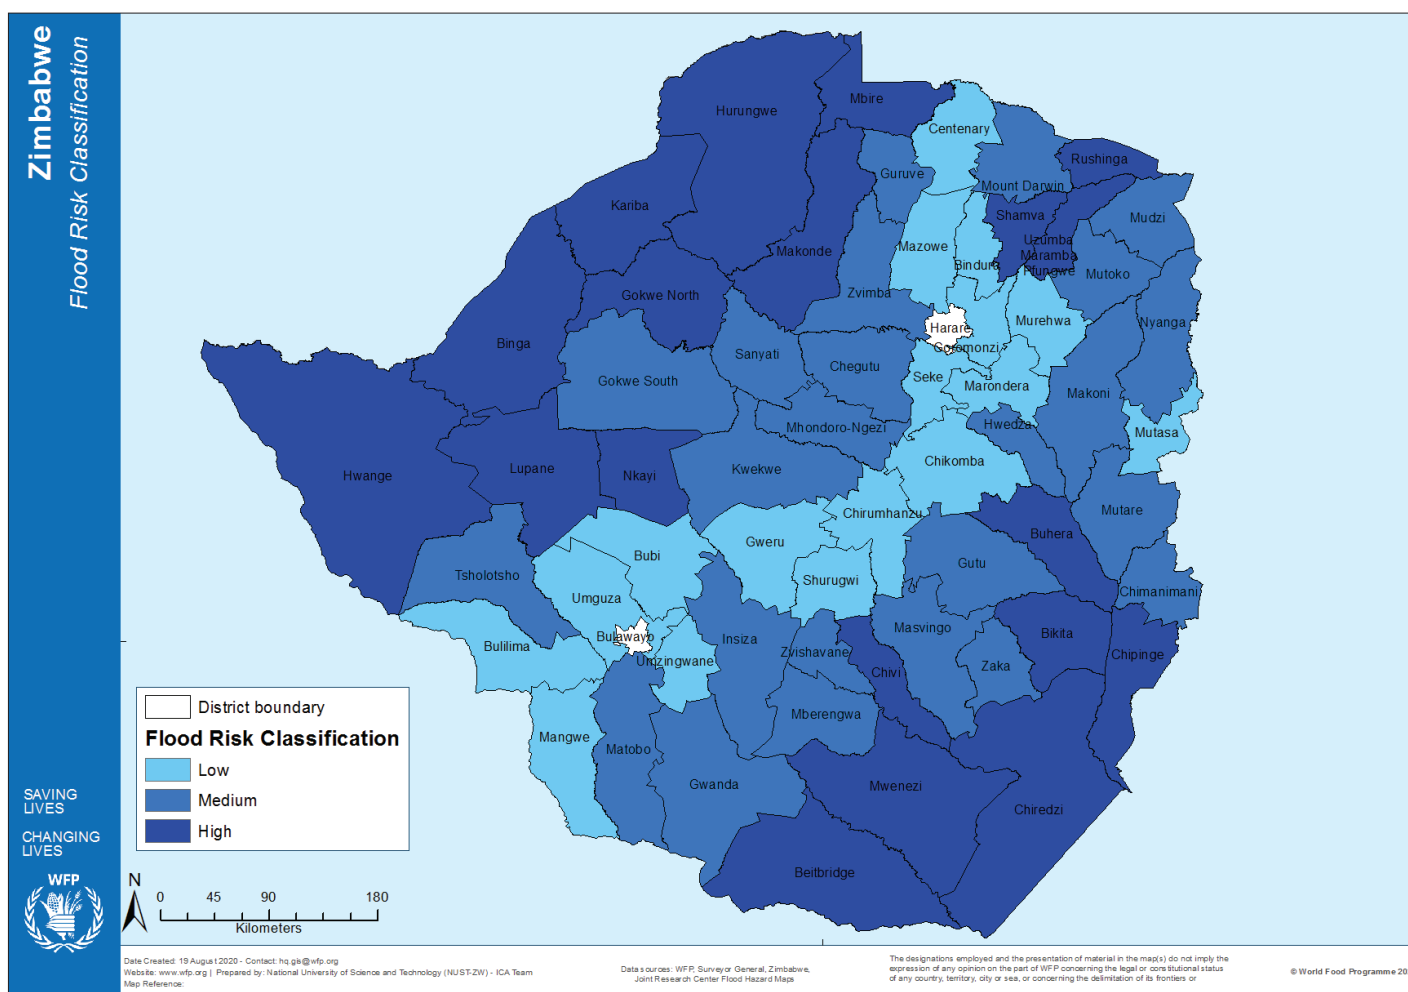 Zimbabwe
Flood Risk Classification
SAVING
LIVES
CHANGING
LIVES
WFP
Hurungwe
Mbire
Centenary
Rushinga
Guruve
Mount Darwin
Kariba
Shamva
Mudzi
Makonde
Mazowe
Uzumba
Maramba
Pfungwe
Bindura
Mutoko
Gokwe North
Zvimba
Binga
Harare
Murehwa
Nyanga
Goromonzi
Sanyati
Chegutu
Gokwe South
Seke
Marondera
Makoni
Mhondoro-Ngezi
Hwedza
Mutasa
Hwange
Lupane
Nkayi
Kwekwe
Chikomba
Chirumhanzu
Mutare
Buhera
Bubi
Gweru
Gutu
Tsholotsho
Shurugwi
Chimanimani
Umguza
Bulawayo
Insiza
Masvingo
Bikita
Bulilima
Umzingwane
Zvishavane
Chivi
Zaka
Chipinge
Mangwe
Matobo
Mberengwa
Gwanda
Mwenezi
Chiredzi
Beitbridge
District boundary
Flood Risk Classification
Low
Medium
High
N
0 45 90 180
Kilometers
Date Created: 19 August 2020 - Contact: hq.gis@wfp.org
Website: www.wfp.org | Prepared by: National University of Science and Technology (NUST-ZW) - ICA Team
Map Reference:
Data sources: WFP, Surveyor General, Zimbabwe,
Joint Research Center Flood Hazard Maps
The designations employed and the presentation of material in the map(s) do not imply the
expression of any opinion on the part of WFP concerning the legal or constitutional status
of any country, territory, city or sea, or concerning the delimitation of its frontiers or
© World Food Programme 20